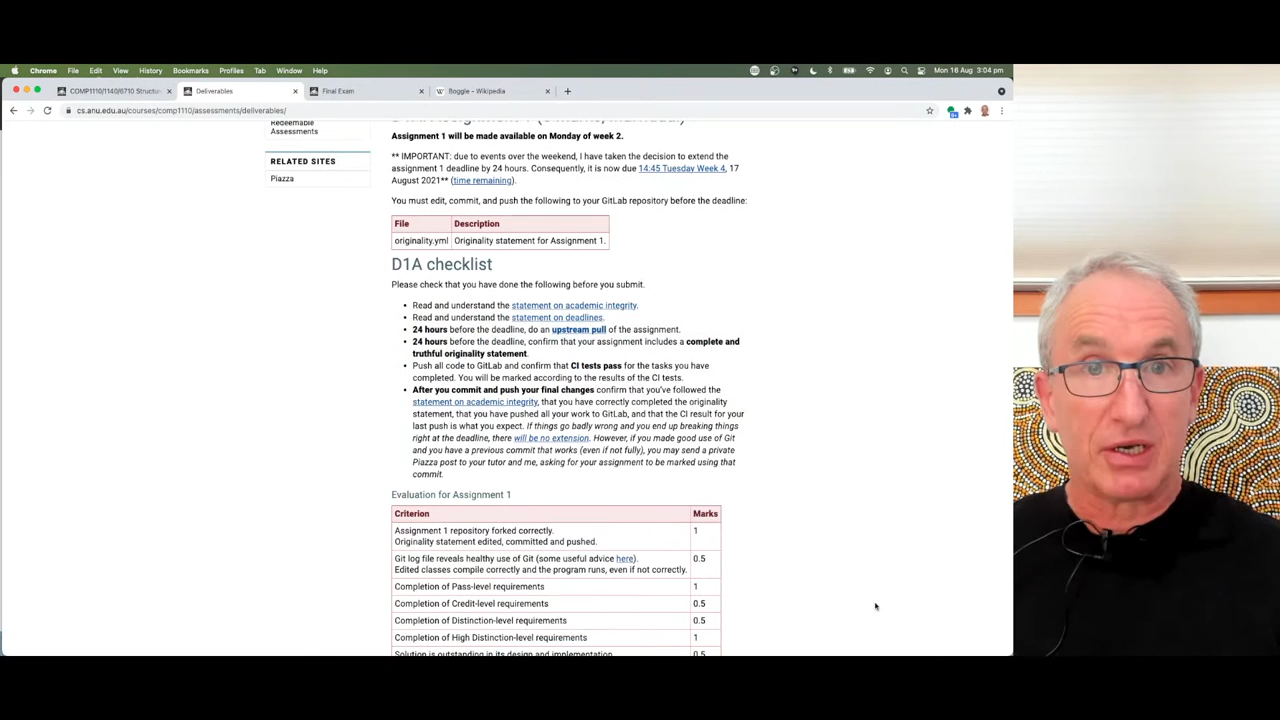 Chrome File Edit View History Bookmarks Profiles Tab Window Help
Mon 16 Aug 3:04 pm
COMP1110/1140/6710 Structur
Deliverables
Final Exam
Boggle - Wikipedia
cs.anu.edu.au/courses/comp1110/assessments/deliverables/
Redeemable
Assessments
RELATED SITES
Piazza
Assignment 1 will be made available on Monday of week 2.
** IMPORTANT: due to events over the weekend, I have taken the decision to extend the
assignment 1 deadline by 24 hours. Consequently, it is now due 14:45 Tuesday Week 4, 17
August 2021** (time remaining).
You must edit, commit, and push the following to your GitLab repository before the deadline:
File Description
originality.yml Originality statement for Assignment 1.
D1A checklist
Please check that you have done the following before you submit.
• Read and understand the statement on academic integrity.
• Read and understand the statement on deadlines.
• 24 hours before the deadline, do an upstream pull of the assignment.
• 24 hours before the deadline, confirm that your assignment includes a complete and
truthful originality statement.
• Push all code to GitLab and confirm that CI tests pass for the tasks you have
completed. You will be marked according to the results of the CI tests.
• After you commit and push your final changes confirm that you've followed the
statement on academic integrity, that you have correctly completed the originality
statement, that you have pushed all your work to GitLab, and that the CI result for your
last push is what you expect. If things go badly wrong and you end up breaking things
right at the deadline, there will be no extension. However, if you made good use of Git
and you have a previous commit that works (even if not fully), you may send a private
Piazza post to your tutor and me, asking for your assignment to be marked using that
commit.
Evaluation for Assignment 1
Criterion Marks
Assignment 1 repository forked correctly. 1
Originality statement edited, committed and pushed.
Git log file reveals healthy use of Git (some useful advice here). 0.5
Edited classes compile correctly and the program runs, even if not correctly.
Completion of Pass-level requirements 1
Completion of Credit-level requirements 0.5
Completion of Distinction-level requirements 0.5
Completion of High Distinction-level requirements 1
Solution is outstanding in its design and implementation 0.5